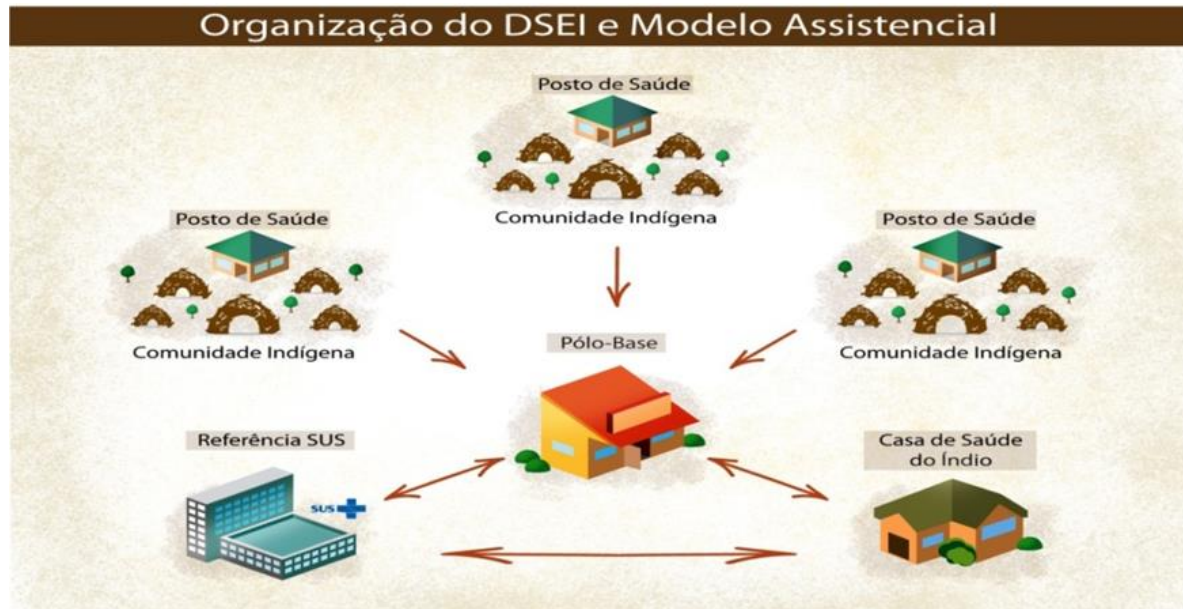 Organização do DSEI e Modelo Assistencial
Posto de Saúde
Comunidade Indígena
Posto de Saúde
Comunidade Indígena
Posto de Saúde
Comunidade Indígena
Pólo-Base
Referência SUS
SUS
Casa de Saúde
do Índio